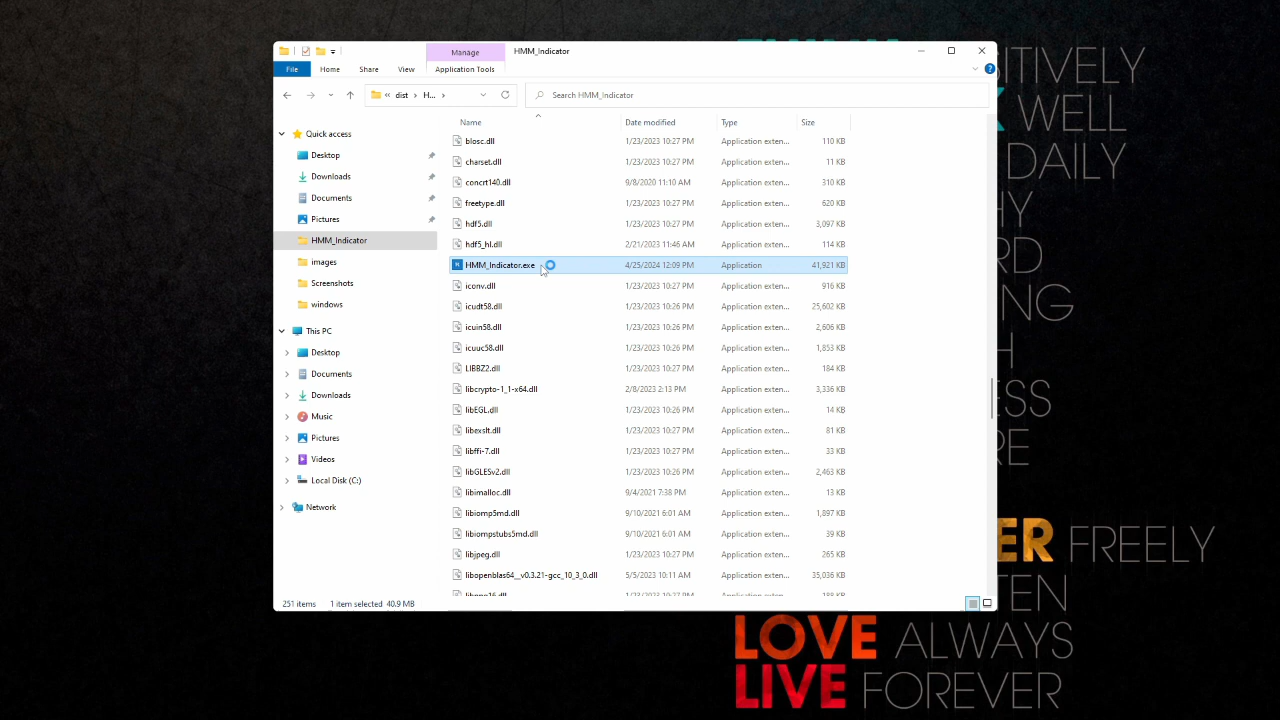 Manage
HMM_Indicator
File
Home
Share
View
Application Tools
« dist › H... ›
Search HMM_Indicator
Name
Date modified
Type
Size
Quick access
Desktop
Downloads
Documents
Pictures
HMM_Indicator
images
Screenshots
windows
This PC
Desktop
Documents
Downloads
Music
Pictures
Videos
Local Disk (C:)
Network
blosc.dll 1/23/2023 10:27 PM Application exten... 110 KB
charset.dll 1/23/2023 10:27 PM Application exten... 11 KB
concrt140.dll 9/8/2020 11:10 AM Application exten... 310 KB
freetype.dll 1/23/2023 10:27 PM Application exten... 620 KB
hdf5.dll 1/23/2023 10:27 PM Application exten... 3,097 KB
hdf5_hl.dll 2/21/2023 11:46 AM Application exten... 114 KB
HMM_Indicator.exe 4/25/2024 12:09 PM Application 41,921 KB
iconv.dll 1/23/2023 10:27 PM Application exten... 916 KB
icudt58.dll 1/23/2023 10:26 PM Application exten... 25,602 KB
icuin58.dll 1/23/2023 10:26 PM Application exten... 2,606 KB
icuuc58.dll 1/23/2023 10:26 PM Application exten... 1,853 KB
LIBBZ2.dll 1/23/2023 10:27 PM Application exten... 184 KB
libcrypto-1_1-x64.dll 2/8/2023 2:13 PM Application exten... 3,336 KB
libEGL.dll 1/23/2023 10:26 PM Application exten... 14 KB
libexslt.dll 1/23/2023 10:27 PM Application exten... 81 KB
libffi-7.dll 1/23/2023 10:27 PM Application exten... 33 KB
libGLESv2.dll 1/23/2023 10:26 PM Application exten... 2,463 KB
libimalloc.dll 9/4/2021 7:38 PM Application exten... 13 KB
libiomp5md.dll 9/10/2021 6:01 AM Application exten... 1,897 KB
libiompstubs5md.dll 9/10/2021 6:01 AM Application exten... 39 KB
libjpeg.dll 1/23/2023 10:27 PM Application exten... 265 KB
libopenblas64__v0.3.21-gcc_10_3_0.dll 5/5/2023 10:11 AM Application exten... 35,036 KB
251 items
1 item selected 40.9 MB
ITIVELY
WELL
DAILY
HY
RD
NG
H
ESS
RE
ER FREELY
TEN
LOVE ALWAYS
LIVE FOREVER